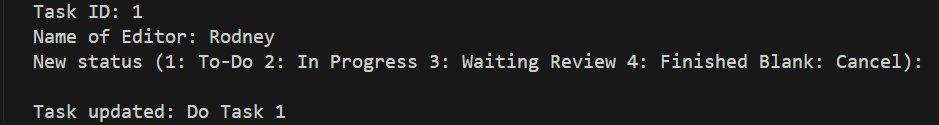 Task ID: 1
Name of Editor: Rodney
New status (1: To-Do 2: In Progress 3: Waiting Review 4: Finished Blank: Cancel):
Task updated: Do Task 1